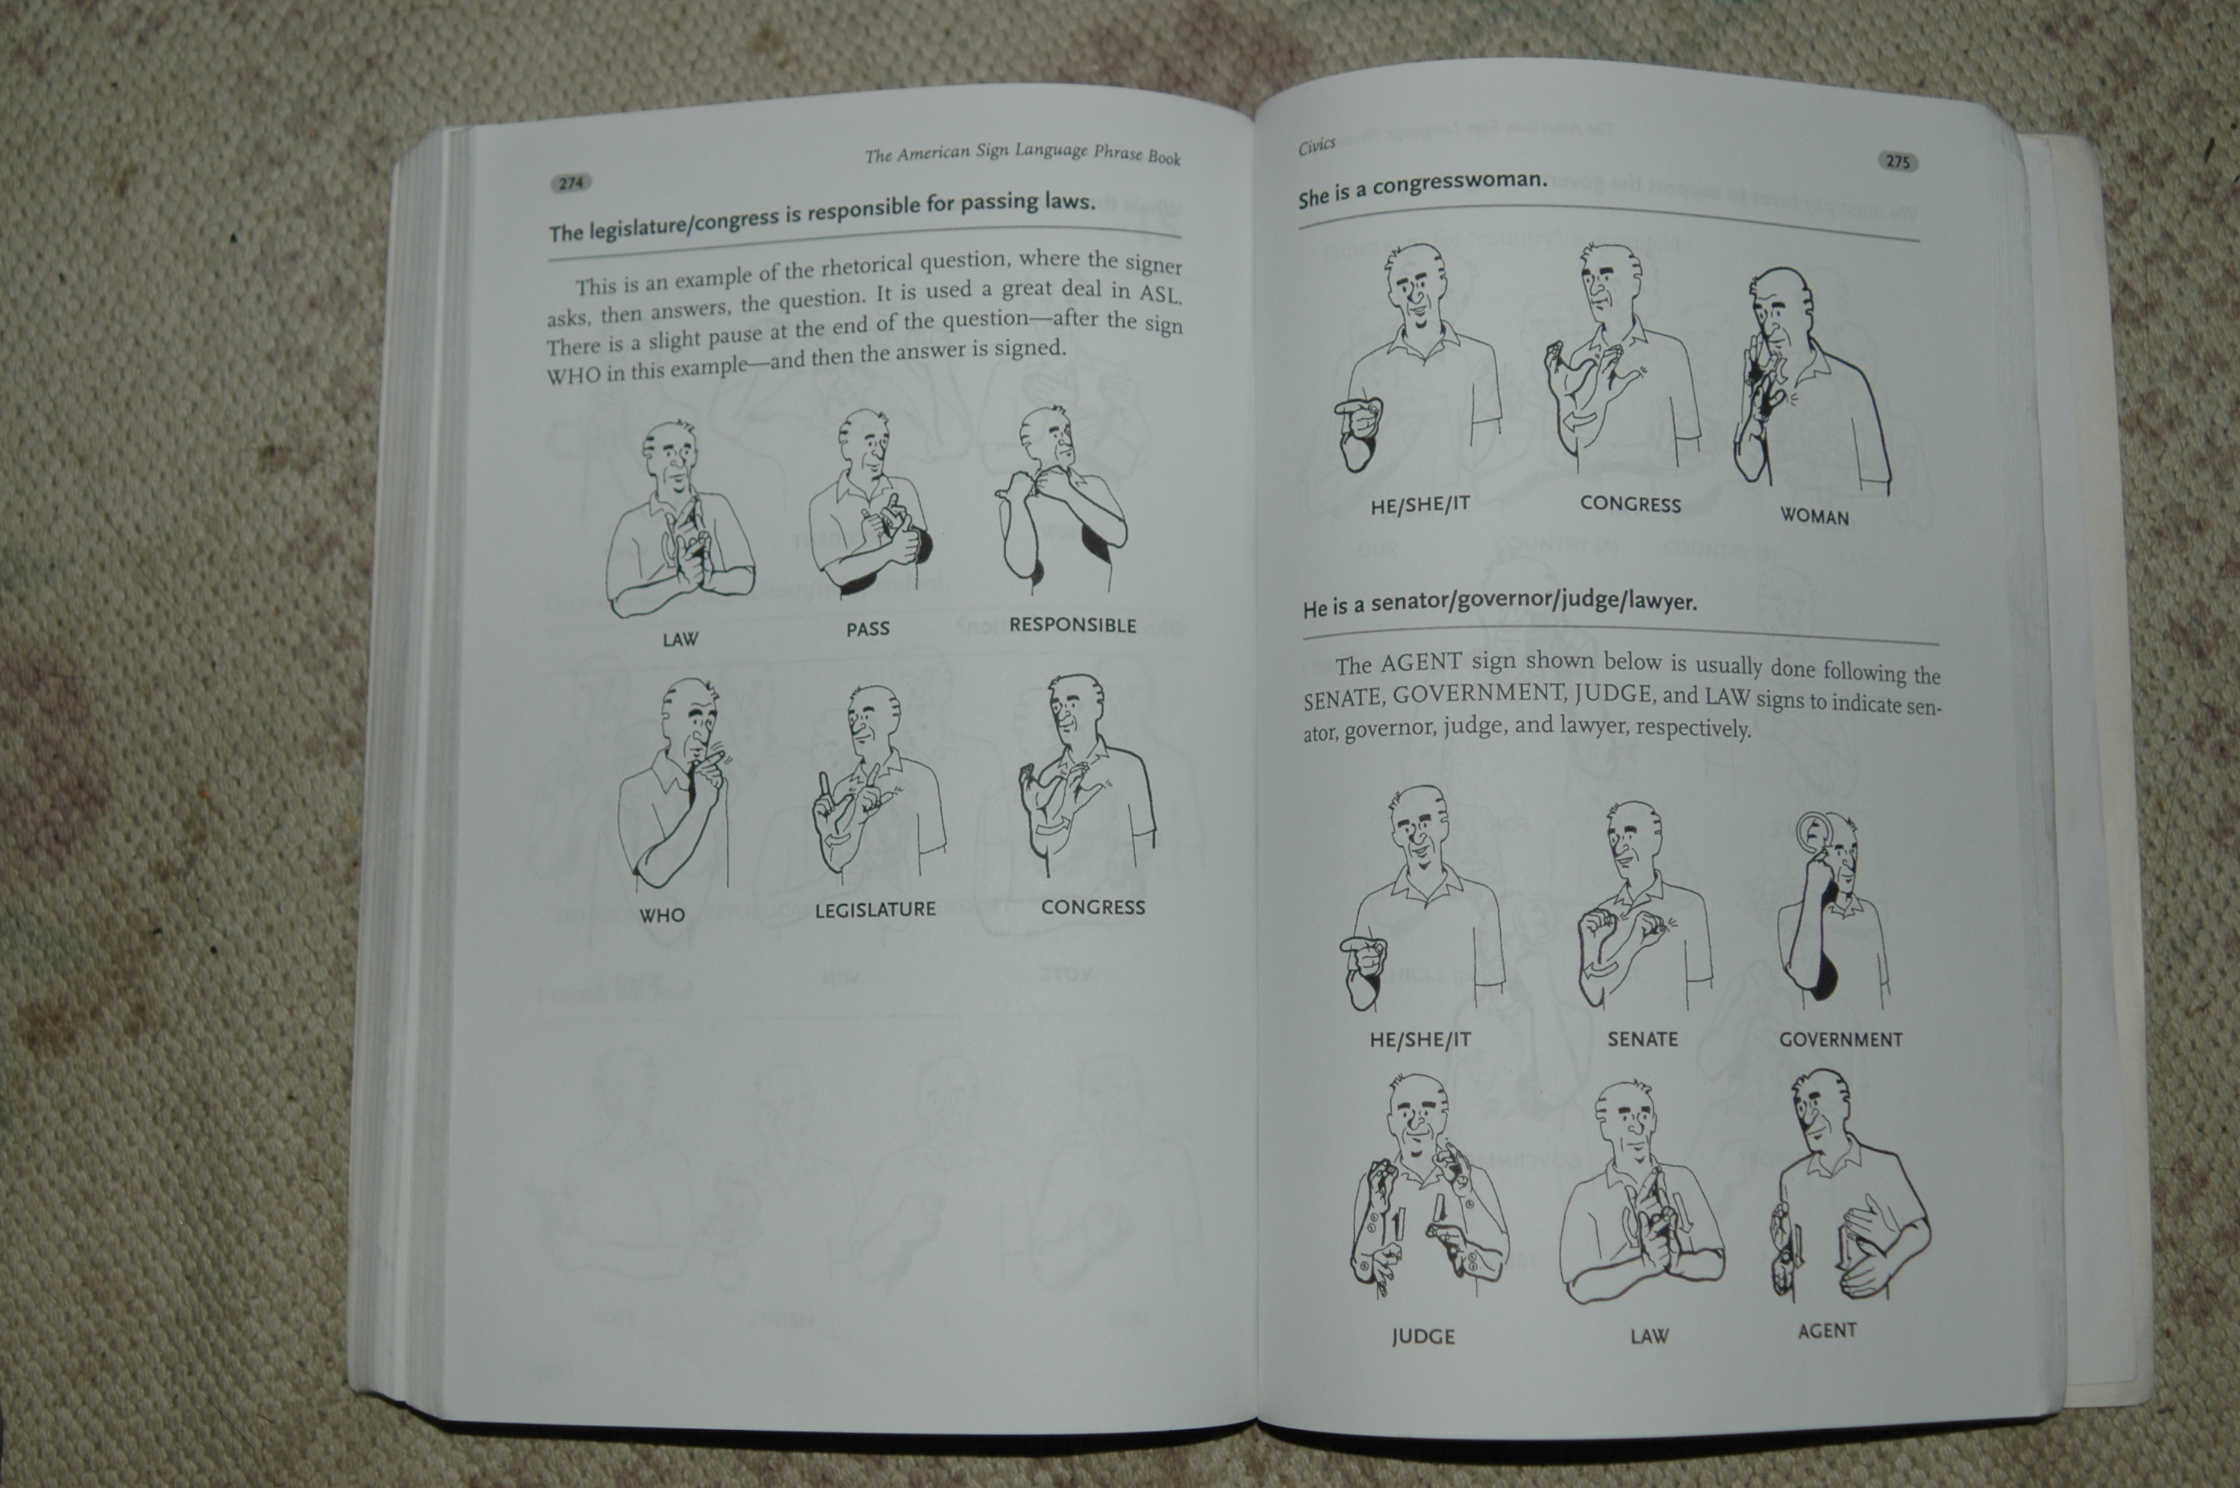 274
The American Sign Language Phrase Book
The legislature/congress is responsible for passing laws.
This is an example of the rhetorical question, where the signer
asks, then answers, the question. It is used a great deal in ASL.
There is a slight pause at the end of the question—after the sign
WHO in this example—and then the answer is signed.
LAW PASS RESPONSIBLE
WHO LEGISLATURE CONGRESS
Civics
275
She is a congresswoman.
HE/SHE/IT CONGRESS WOMAN
He is a senator/governor/judge/lawyer.
The AGENT sign shown below is usually done following the
SENATE, GOVERNMENT, JUDGE, and LAW signs to indicate sen-
ator, governor, judge, and lawyer, respectively.
HE/SHE/IT SENATE GOVERNMENT
JUDGE LAW AGENT